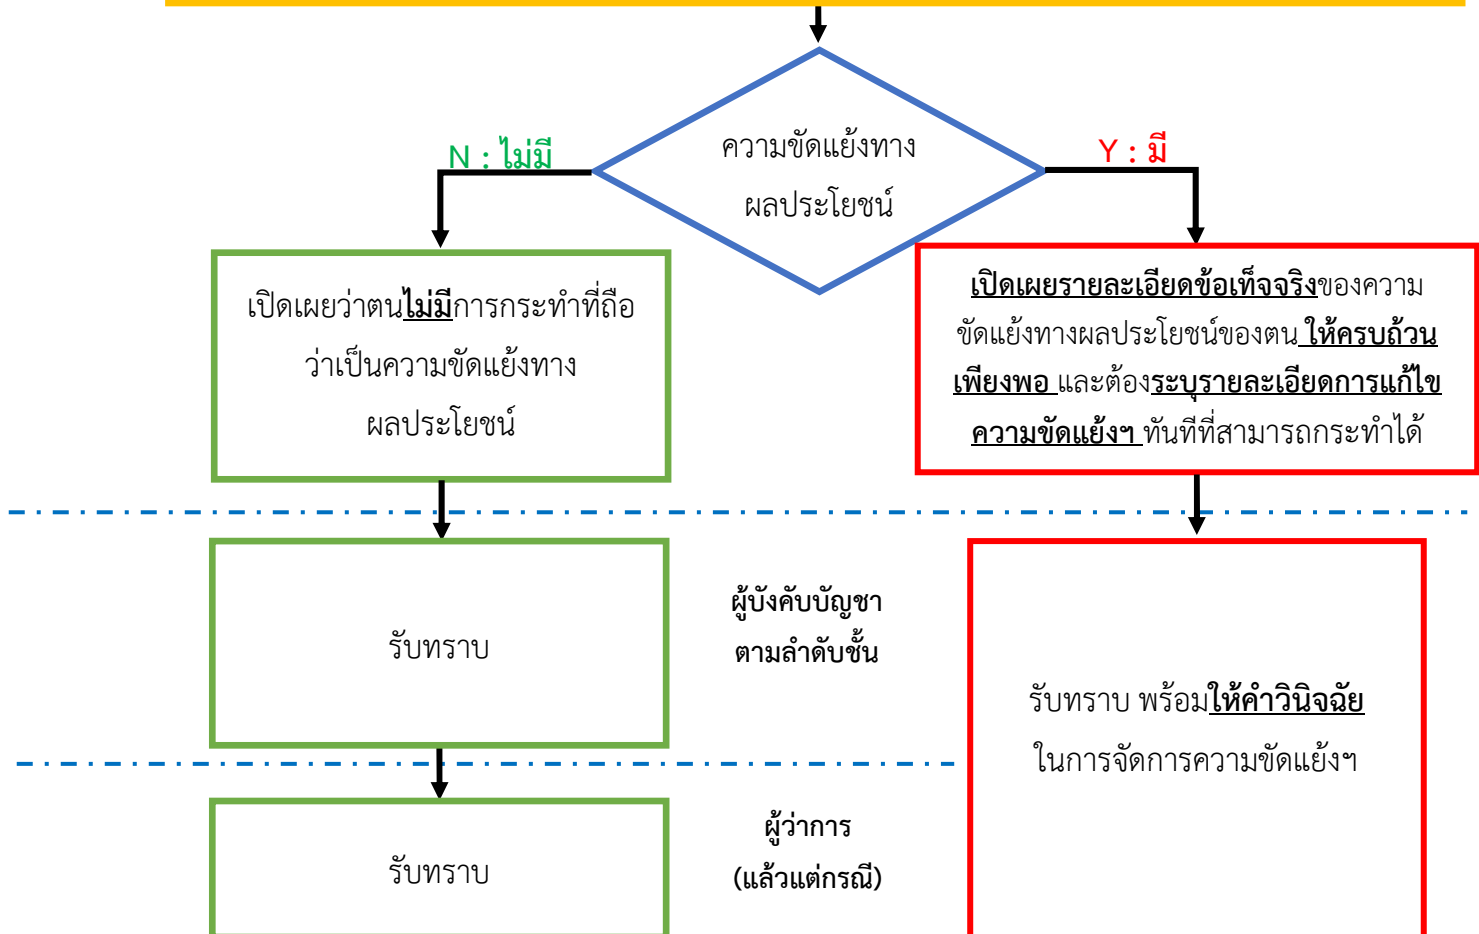 ความขัดแย้งทาง
ผลประโยชน์
N : ไม่มี
Y : มี
เปิดเผยว่าตนไม่มีการกระทำที่ถือ
ว่าเป็นความขัดแย้งทาง
ผลประโยชน์
เปิดเผยรายละเอียดข้อเท็จจริงของความ
ขัดแย้งทางผลประโยชน์ของตน ให้ครบถ้วน
เพียงพอ และต้องระบุรายละเอียดการแก้ไข
ความขัดแย้งฯ ทันทีที่สามารถกระทำได้
รับทราบ
ผู้บังคับบัญชา
ตามลำดับชั้น
รับทราบ พร้อมให้คำวินิจฉัย
ในการจัดการความขัดแย้งฯ
รับทราบ
ผู้ว่าการ
(แล้วแต่กรณี)